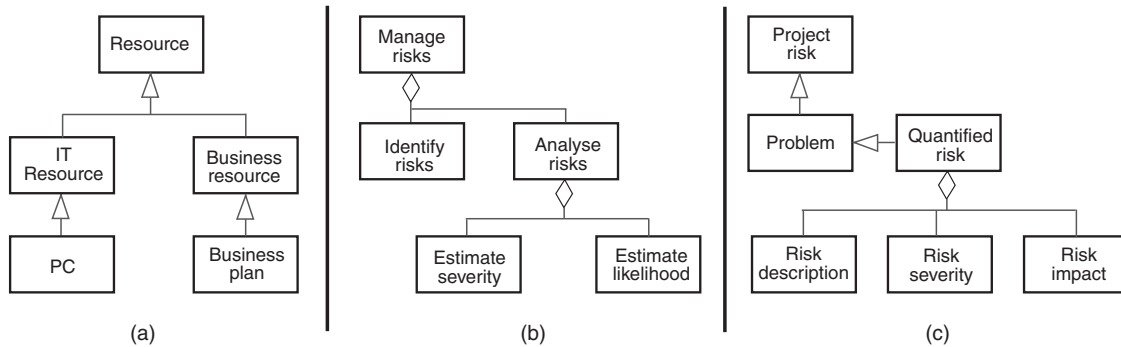 Resource
IT
Resource
Business
resource
PC
Business
plan
(a)
Manage
risks
Identify
risks
Analyse
risks
Estimate
severity
Estimate
likelihood
(b)
Project
risk
Problem
Quantified
risk
Risk
description
Risk
severity
Risk
impact
(c)